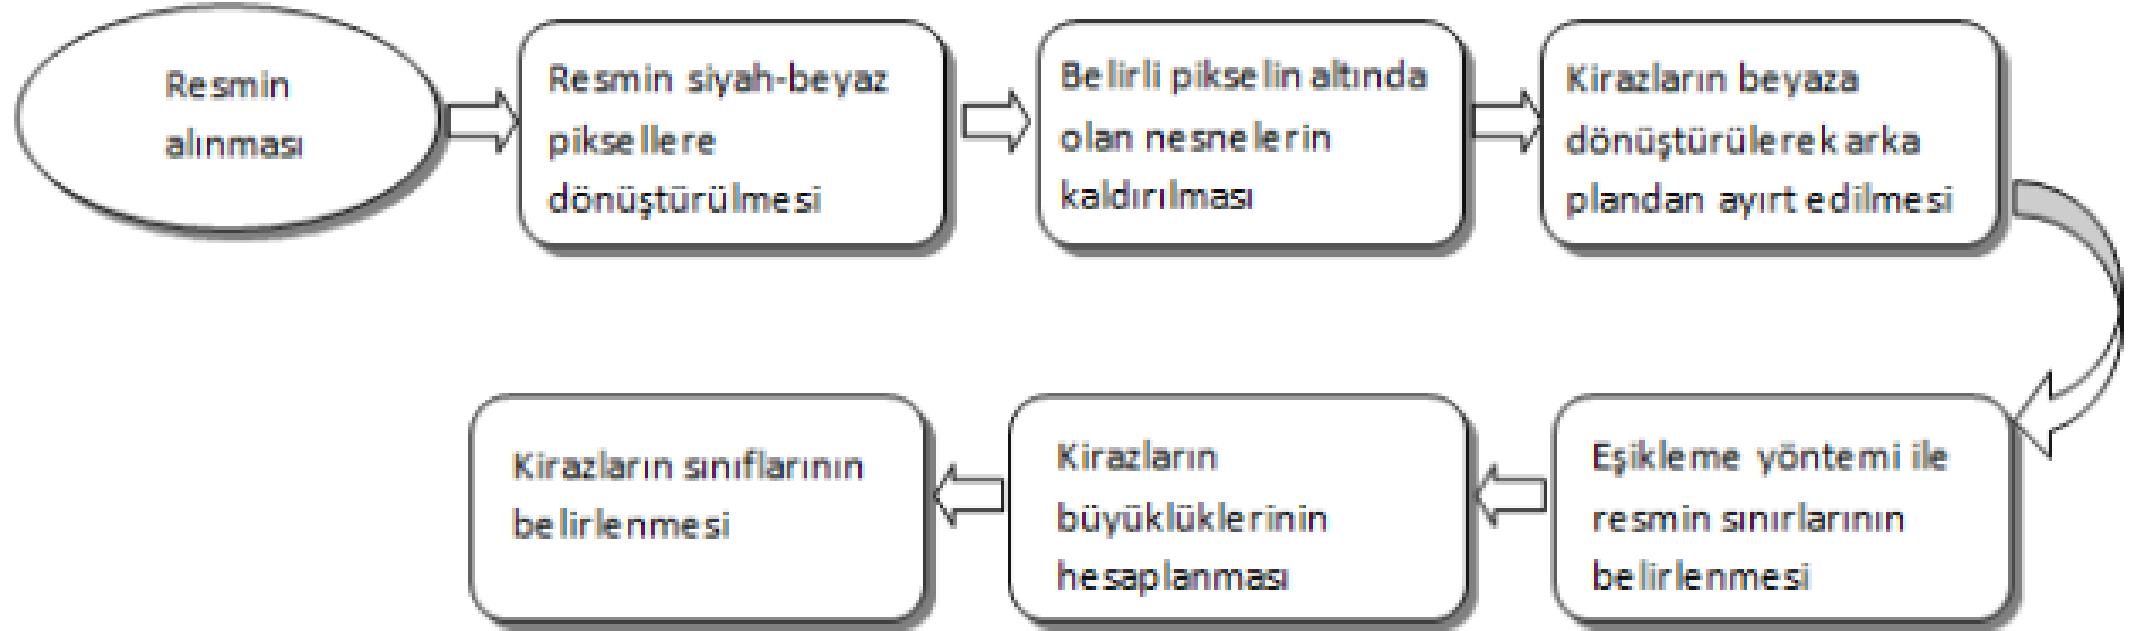 Resmin
alınması
Resmin siyah-beyaz
piksellere
dönüştürülmesi
Belirli pikselin altında
olan nesnelerin
kaldırılması
Kirazların beyaza
dönüştürülerek arka
plandan ayırt edilmesi
Eşikleme yöntemi ile
resmin sınırlarının
belirlenmesi
Kirazların
büyüklüklerinin
hesaplanması
Kirazların sınıflarının
belirlenmesi